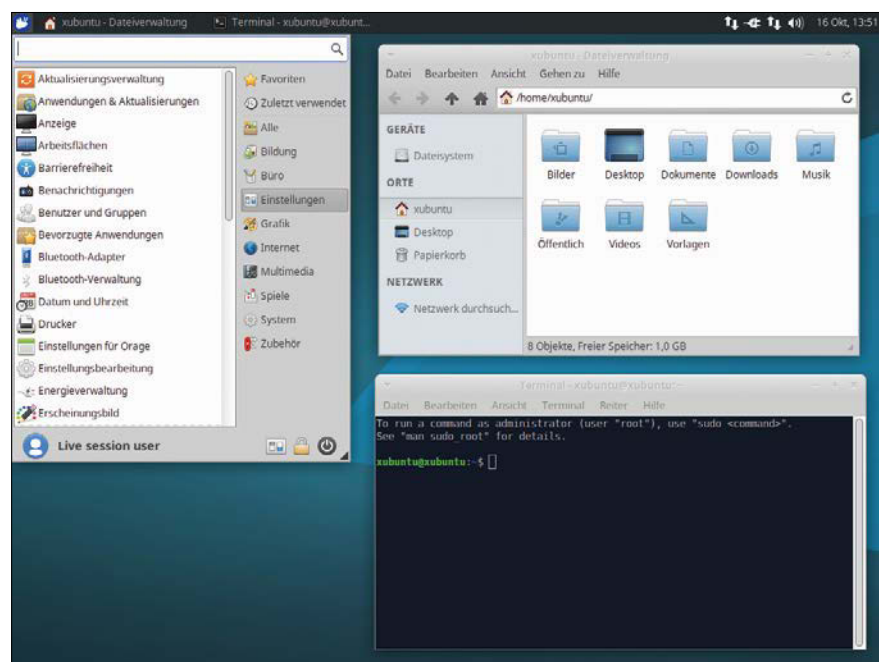 xubuntu - Dateiverwaltung
Terminal - xubuntu@xubunt...
16 Okt, 13:51
Aktualisierungsverwaltung
Anwendungen & Aktualisierungen
Anzeige
Arbeitsflächen
Barrierefreiheit
Benachrichtigungen
Benutzer und Gruppen
Bevorzugte Anwendungen
Bluetooth-Adapter
Bluetooth-Verwaltung
Datum und Uhrzeit
Drucker
Einstellungen für Orage
Einstellungsbearbeitung
Energieverwaltung
Erscheinungsbild
Favoriten
Zuletzt verwendet
Alle
Bildung
Büro
Einstellungen
Grafik
Internet
Multimedia
Spiele
System
Zubehör
Live session user
xubuntu - Dateiverwaltung
Datei Bearbeiten Ansicht Gehen zu Hilfe
/home/xubuntu/
GERÄTE
Dateisystem
ORTE
xubuntu
Desktop
Papierkorb
NETZWERK
Netzwerk durchsuch...
Bilder Desktop Dokumente Downloads Musik
Öffentlich Videos Vorlagen
8 Objekte, Freier Speicher: 1,0 GB
Terminal - xubuntu@xubuntu: ~
Datei Bearbeiten Ansicht Terminal Reiter Hilfe
To run a command as administrator (user "root"), use "sudo <command>".
See "man sudo_root" for details.
xubuntu@xubuntu:~$